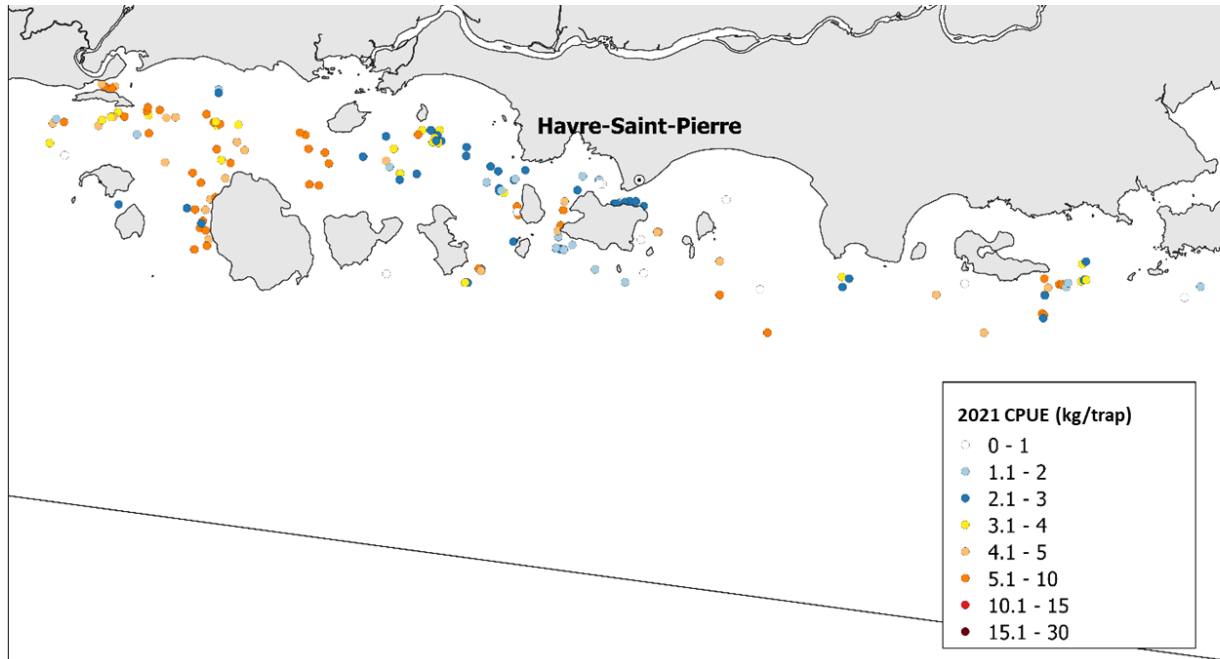 Havre-Saint-Pierre
2021 CPUE (kg/trap)
0 - 1
1.1 - 2
2.1 - 3
3.1 - 4
4.1 - 5
5.1 - 10
10.1 - 15
15.1 - 30